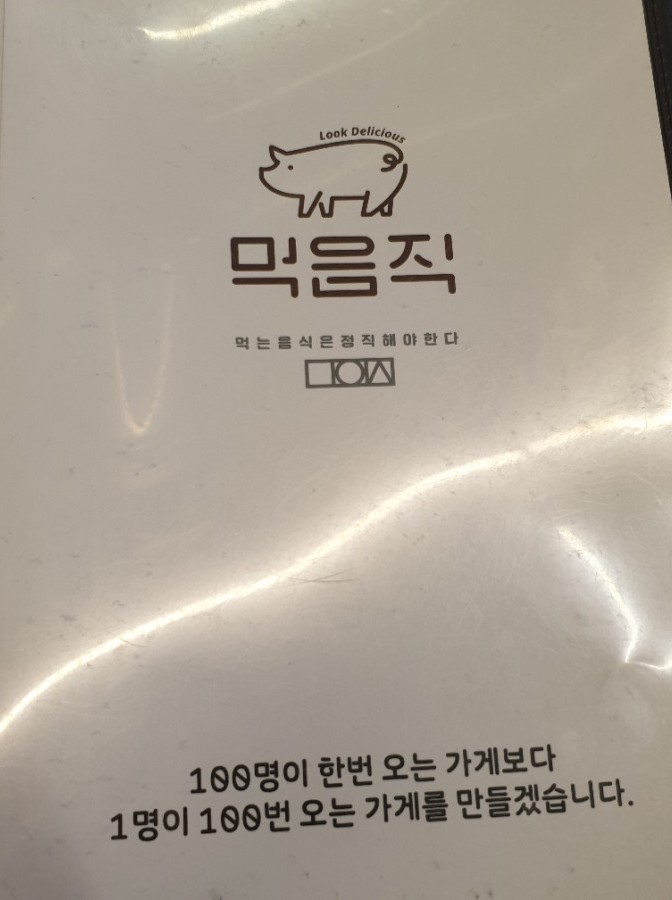 Look Delicious
먹음직
먹는음식은정직해야한다
ㅁㅇㅈ
100명이 한번 오는 가게보다
1명이 100번 오는 가게를 만들겠습니다.